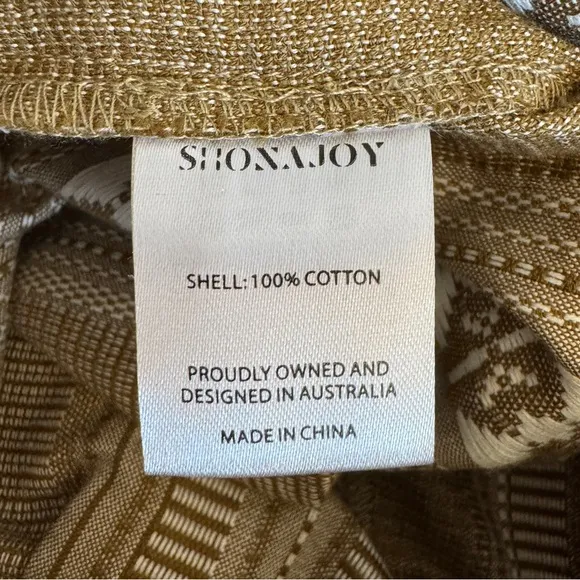 SHONAJOY
SHELL: 100% COTTON
PROUDLY OWNED AND
DESIGNED IN AUSTRALIA
MADE IN CHINA